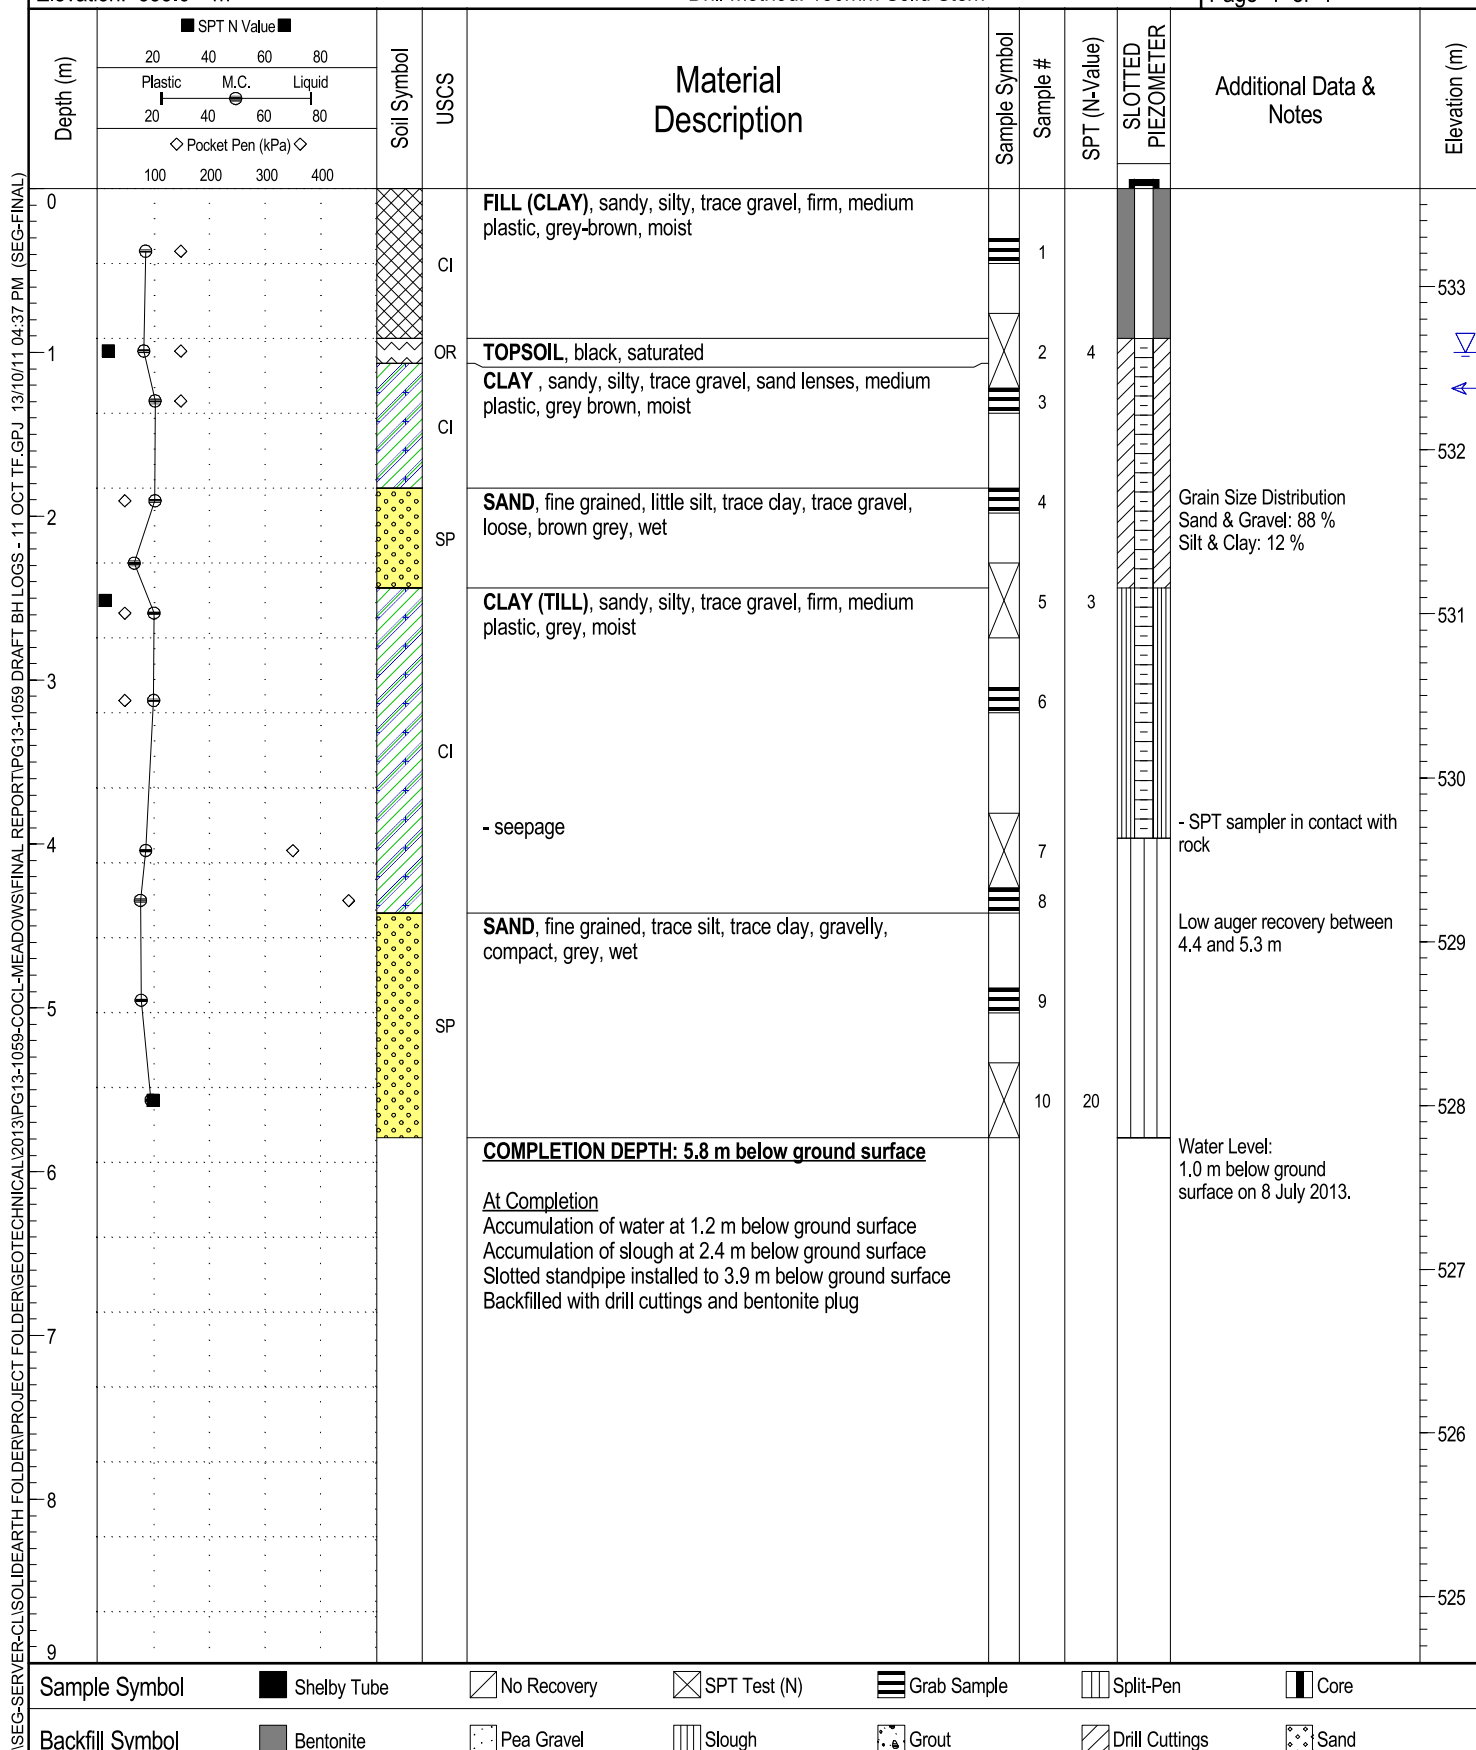 SPT N Value
20 40 60 80
Plastic M.C. Liquid
20 40 60 80
Pocket Pen (kPa)
100 200 300 400
Depth (m)
Soil Symbol
USCS
Material
Description
Sample Symbol
Sample #
SPT (N-Value)
SLOTTED
PIEZOMETER
Additional Data &
Notes
Elevation (m)
0
FILL (CLAY), sandy, silty, trace gravel, firm, medium
plastic, grey-brown, moist
1
CI
533
1
OR
TOPSOIL, black, saturated
2 4
CLAY , sandy, silty, trace gravel, sand lenses, medium
plastic, grey brown, moist
3
CI
532
SAND, fine grained, little silt, trace clay, trace gravel,
loose, brown grey, wet
4
Grain Size Distribution
Sand & Gravel: 88 %
Silt & Clay: 12 %
2
SP
CLAY (TILL), sandy, silty, trace gravel, firm, medium
plastic, grey, moist
5 3
531
3
6
CI
530
- seepage
- SPT sampler in contact with
rock
4
7
8
SAND, fine grained, trace silt, trace clay, gravelly,
compact, grey, wet
Low auger recovery between
4.4 and 5.3 m
529
5
9
SP
10 20
528
COMPLETION DEPTH: 5.8 m below ground surface
Water Level:
1.0 m below ground
surface on 8 July 2013.
6
At Completion
Accumulation of water at 1.2 m below ground surface
Accumulation of slough at 2.4 m below ground surface
Slotted standpipe installed to 3.9 m below ground surface
Backfilled with drill cuttings and bentonite plug
527
7
526
8
525
9
Sample Symbol Shelby Tube No Recovery SPT Test (N) Grab Sample Split-Pen Core
Backfill Symbol Bentonite Pea Gravel Slough Grout Drill Cuttings Sand
\SEG-SERVER-CL\SOLIDEARTH FOLDER\PROJECT FOLDER\GEOTECHNICAL\2013\PG13-1059-COCL-MEADOWS\FINAL REPORT\PG13-1059 DRAFT BH LOGS - 11 OCT TF.GPJ 13/10/11 04:37 PM (SEG-FINAL)